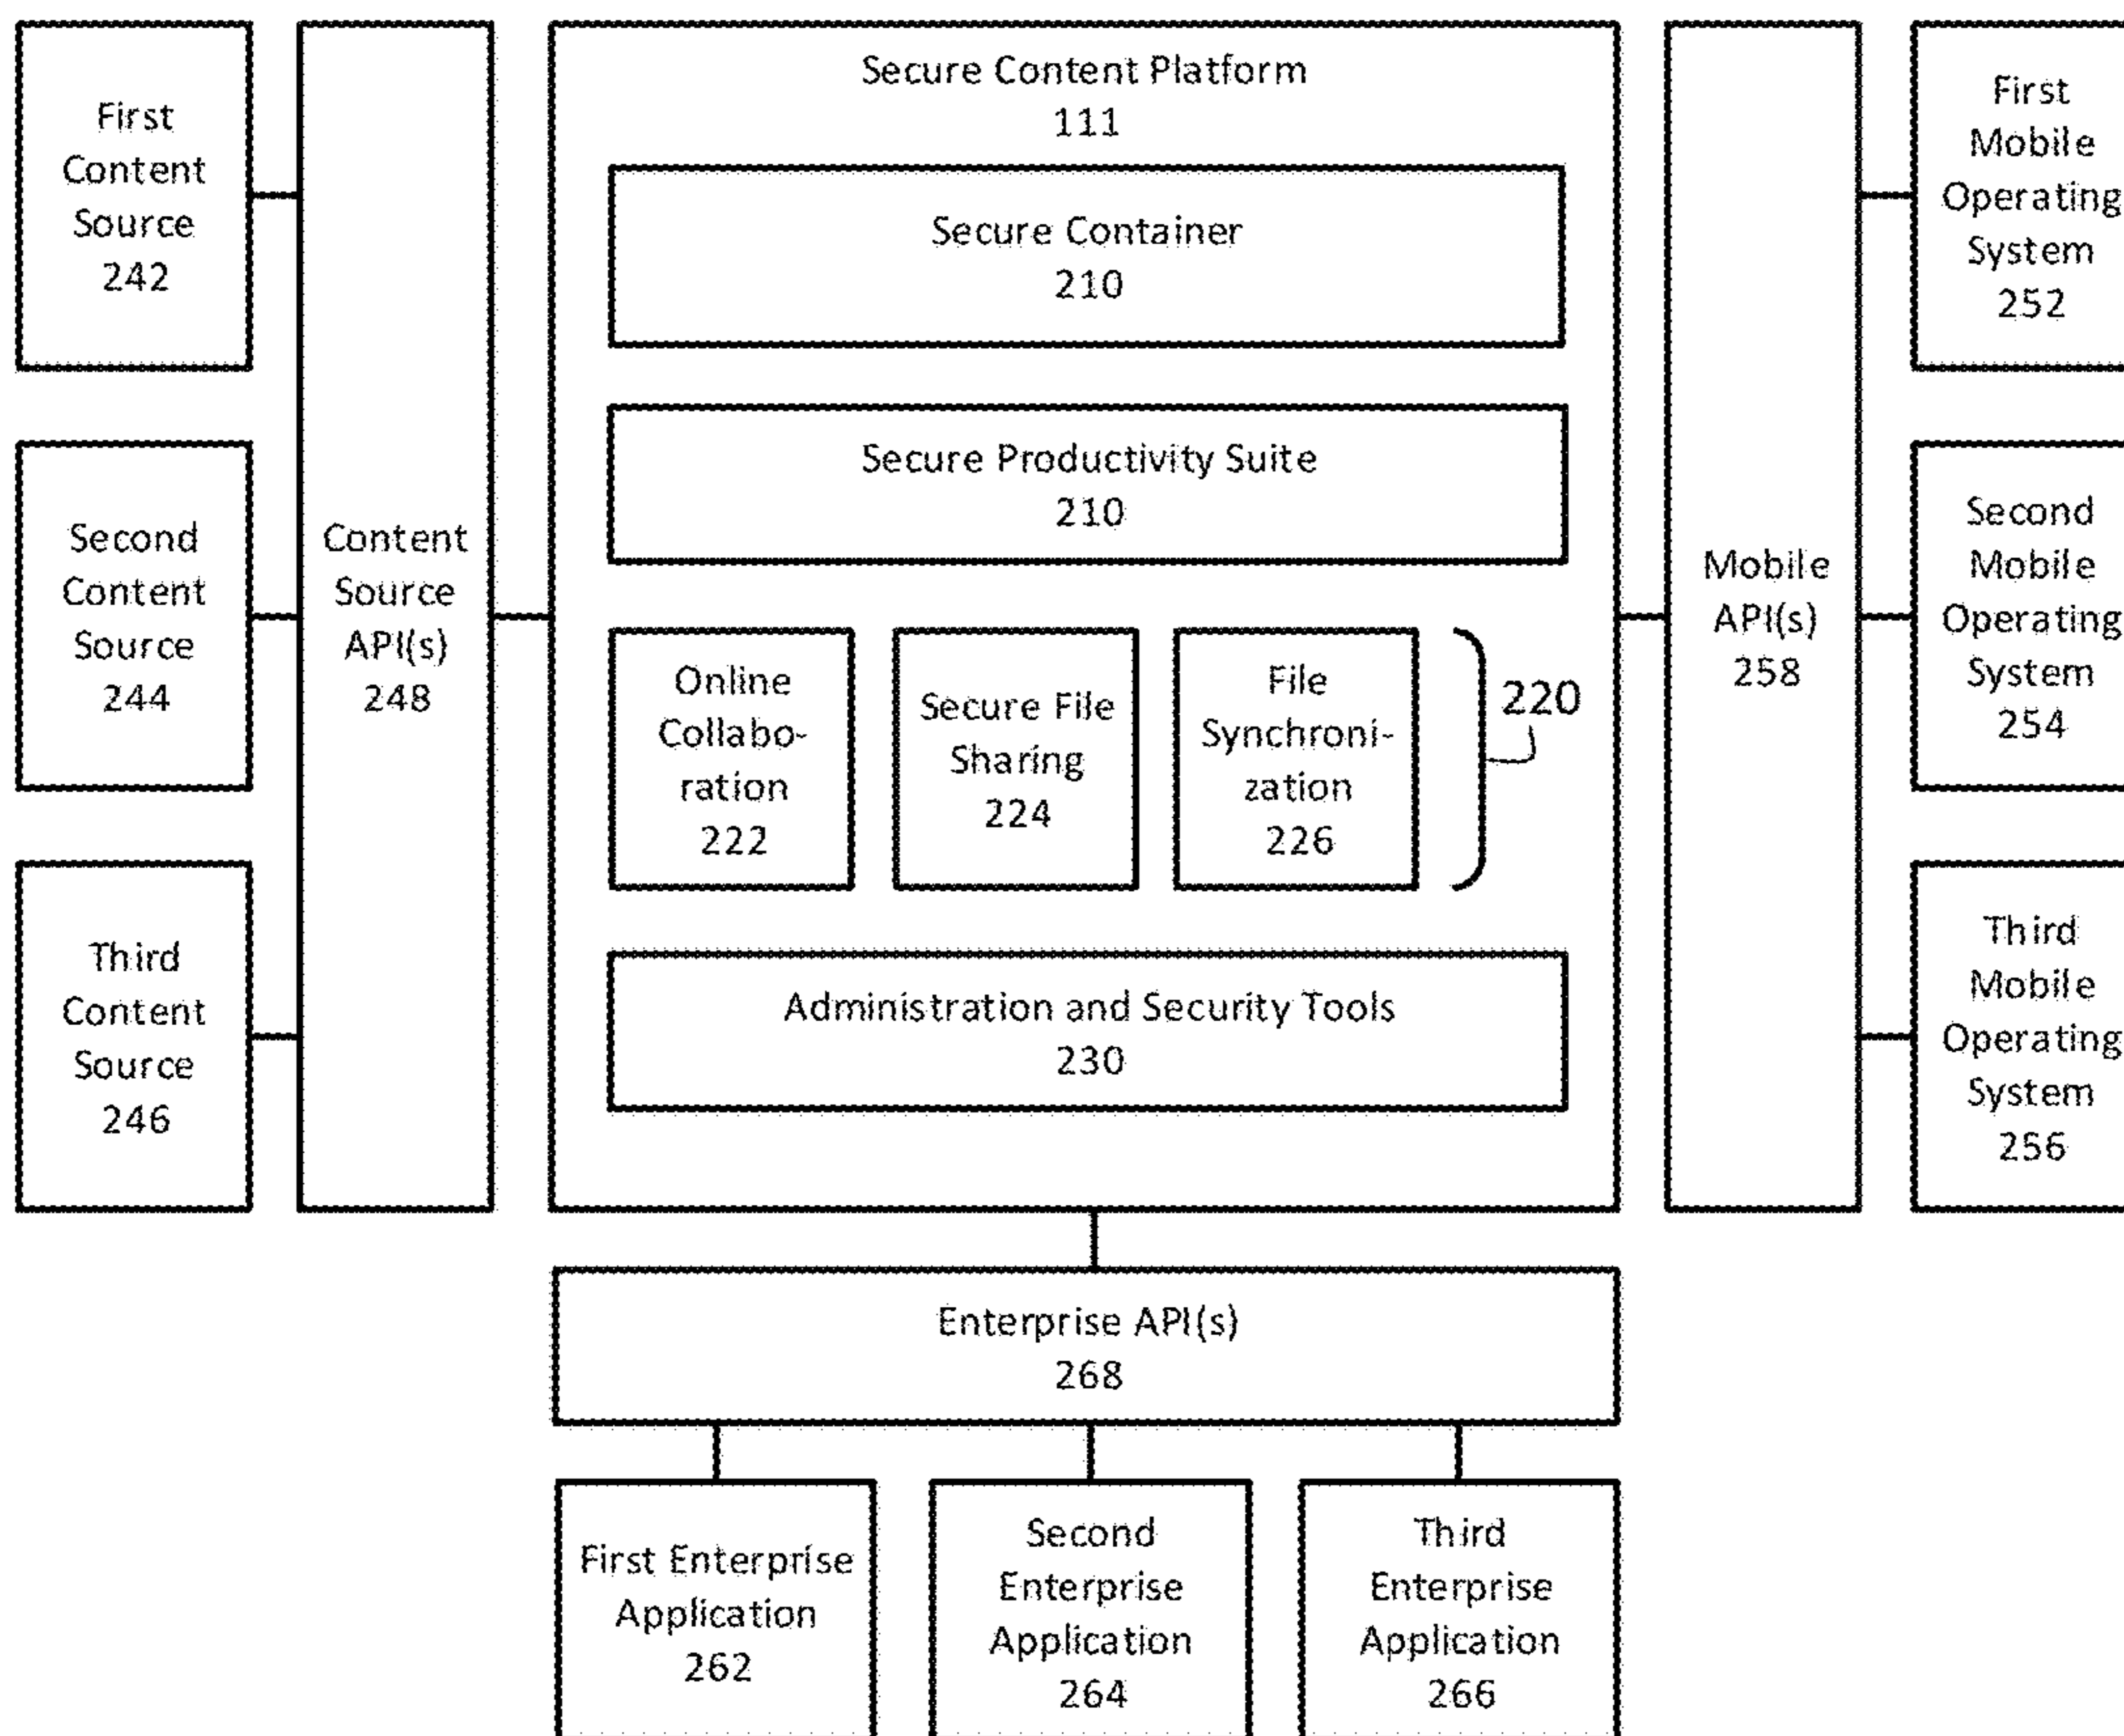 First
Content
Source
242
Second
Content
Source
244
Third
Content
Source
246
Content
Source
API(s)
248
Secure Content Platform
111
Secure Container
210
Secure Productivity Suite
210
Online
Collabo-
ration
222
Secure File
Sharing
224
File
Synchroni-
zation
226
220
Administration and Security Tools
230
Mobile
API(s)
258
First
Mobile
Operating
System
252
Second
Mobile
Operating
System
254
Third
Mobile
Operating
System
256
Enterprise API(s)
268
First Enterprise
Application
262
Second
Enterprise
Application
264
Third
Enterprise
Application
266